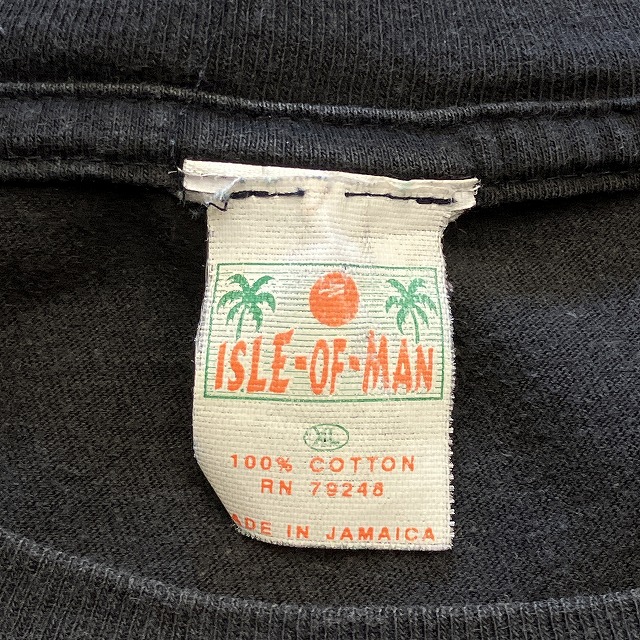 ISLE-OF-MAN
XL
100% COTTON
RN 79248
ADE IN JAMAICA